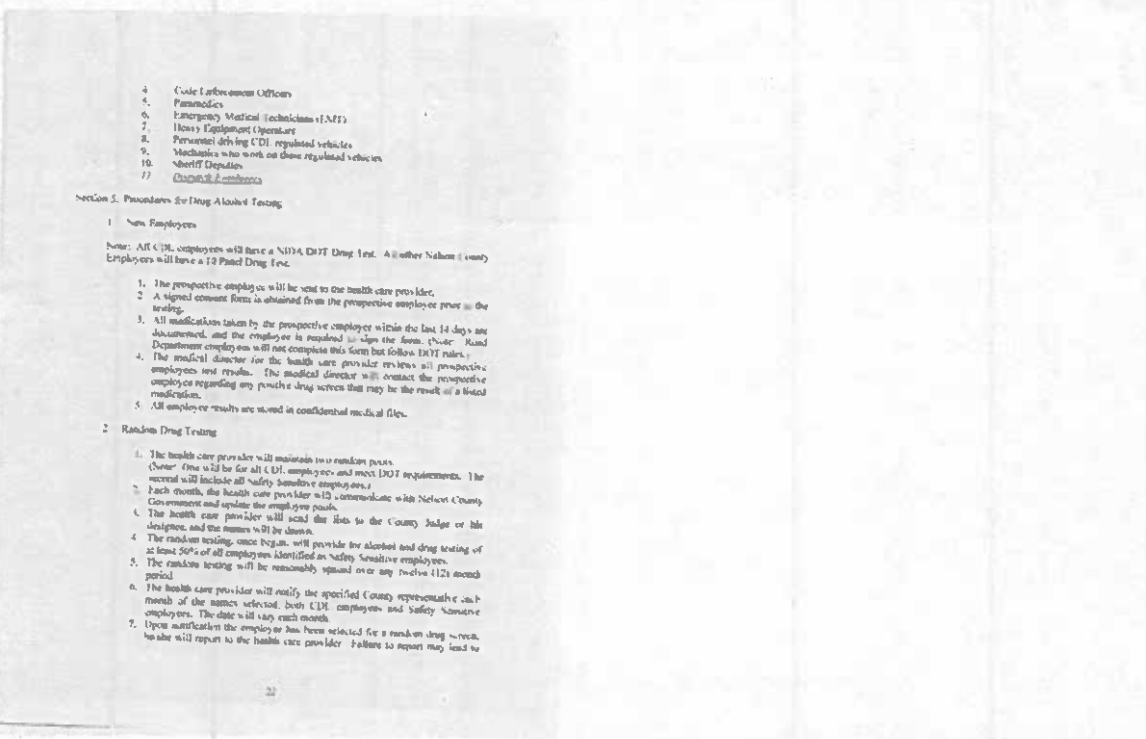 4. Code Enforcement Officers
5. Paramedics
6. Emergency Medical Technicians (EMT)
7. Heavy Equipment Operators
8. Personnel driving CDL regulated vehicles
9. Mechanics who work on these regulated vehicles
10. Sheriff Deputies
11.
Section 5. Procedures for Drug Alcohol Testing
1. New Employees
Note: All CDL employees will have a NIDA DOT Drug Test. All other Nelson County
Employees will have a 10 Panel Drug Test.
1. The prospective employee will be sent to the health care provider.
2. A signed consent form is obtained from the prospective employee prior to the
testing.
3. All medications taken by the prospective employee within the last 14 days are
documented, and the employee is required to sign the form. (Note: Road
Department employees will not complete this form but follow DOT rules.)
4. The medical director for the health care provider reviews all prospective
employees test results. The medical director will contact the prospective
employee regarding any positive drug screen that may be the result of a listed
medication.
5. All employee results are stored in confidential medical files.
2. Random Drug Testing
1. The health care provider will maintain two random pools.
(Note: One will be for all CDL employees and meet DOT requirements. The
second will include all Safety Sensitive employees.)
2. Each month, the health care provider will communicate with Nelson County
Government and update the employee pools.
3. The health care provider will send the lists to the County Judge or his
designee, and the names will be drawn.
4. The random testing, once begun, will provide for alcohol and drug testing of
at least 50% of all employees identified as Safety Sensitive employees.
5. The random testing will be reasonably spaced over any twelve (12) month
period.
6. The health care provider will notify the specified County representative each
month of the names selected, both CDL employees and Safety Sensitive
employees. The date will vary each month.
7. Upon notification the employee has been selected for a random drug screen,
he/she will report to the health care provider. Failure to report may lead to
22